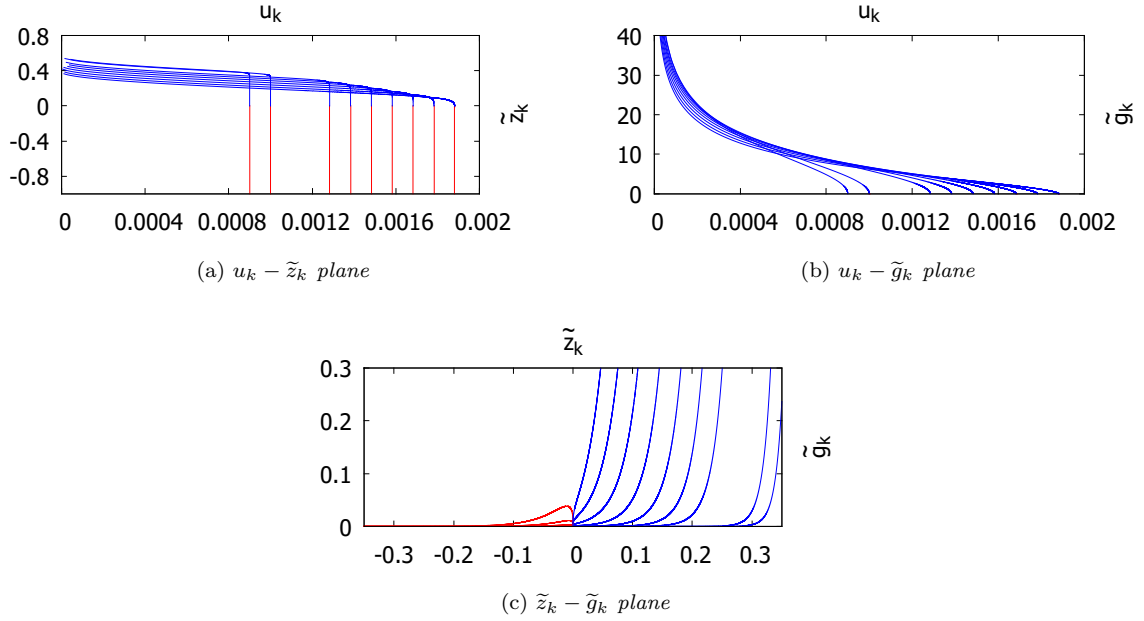 u_k
0.8
0.4
0
-0.4
-0.8
z̃_k
0 0.0004 0.0008 0.0012 0.0016 0.002
(a) u_k − z̃_k plane
u_k
40
30
20
10
0
g̃_k
0 0.0004 0.0008 0.0012 0.0016 0.002
(b) u_k − g̃_k plane
z̃_k
0.3
0.2
0.1
0
g̃_k
-0.3 -0.2 -0.1 0 0.1 0.2 0.3
(c) z̃_k − g̃_k plane